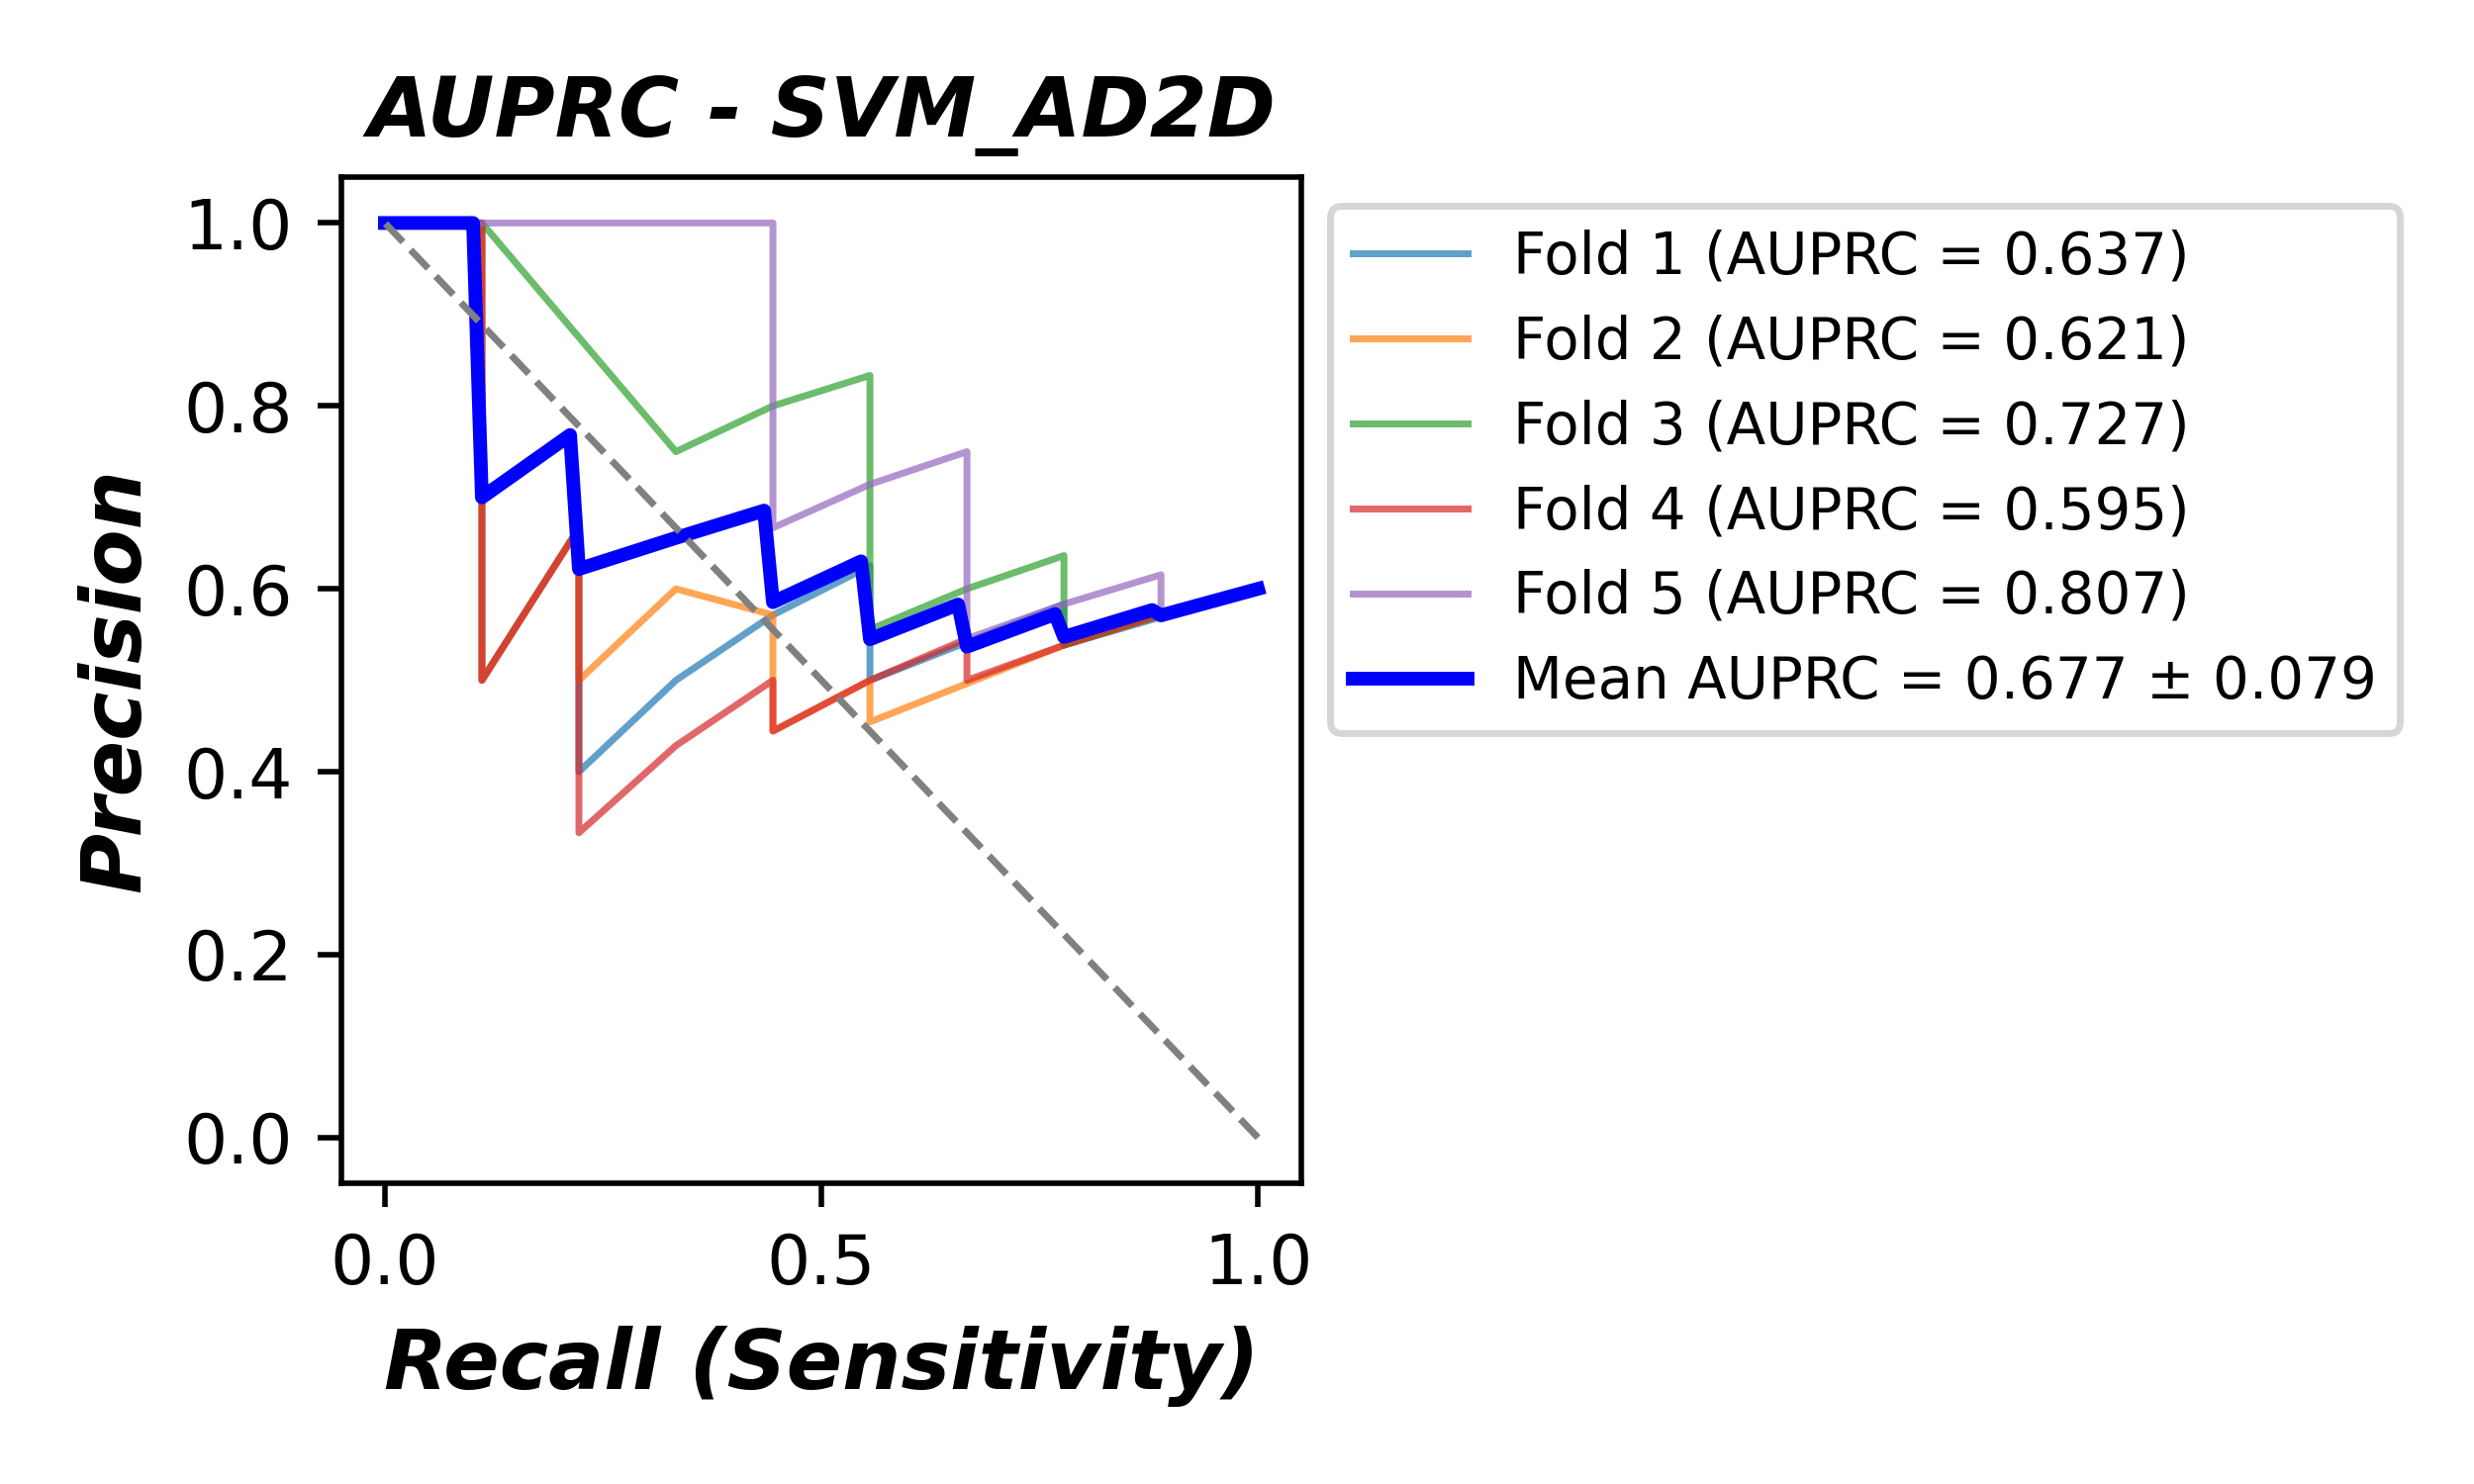 AUPRC - SVM_AD2D
Precision
1.0
0.8
0.6
0.4
0.2
0.0
0.0 0.5 1.0
Recall (Sensitivity)
Fold 1 (AUPRC = 0.637)
Fold 2 (AUPRC = 0.621)
Fold 3 (AUPRC = 0.727)
Fold 4 (AUPRC = 0.595)
Fold 5 (AUPRC = 0.807)
Mean AUPRC = 0.677 ± 0.079